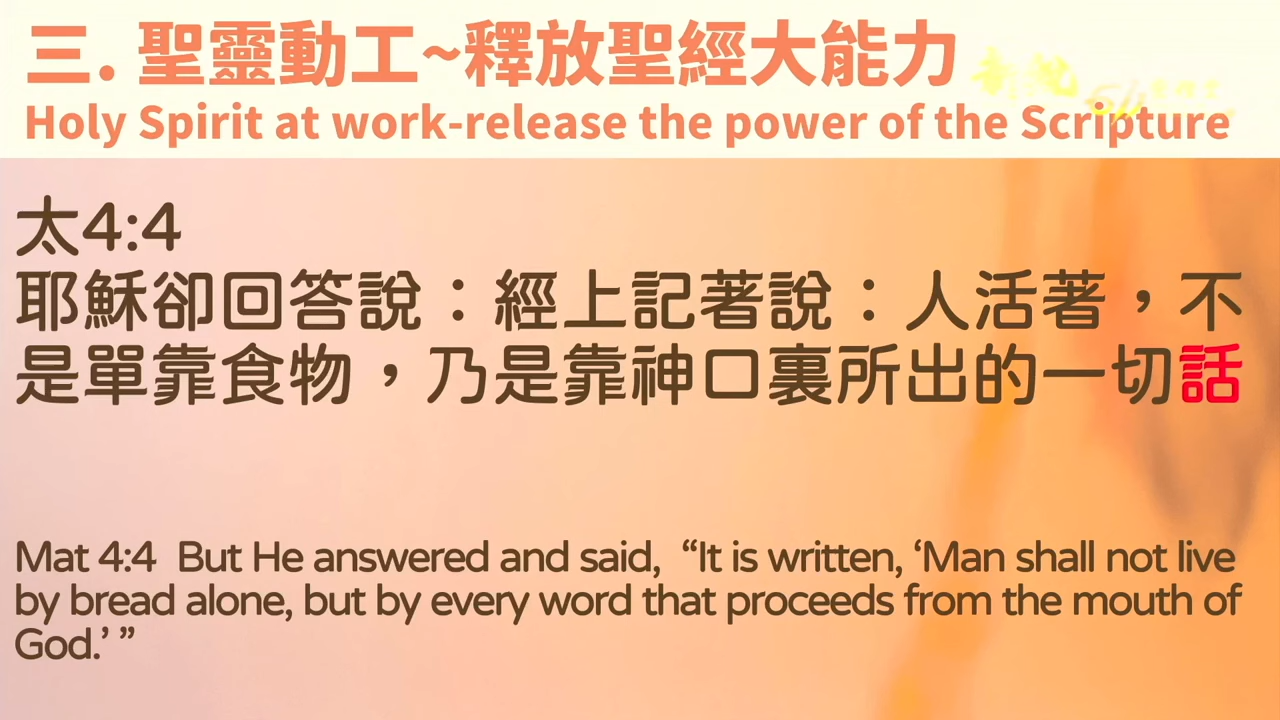 三. 聖靈動工~釋放聖經大能力
Holy Spirit at work-release the power of the Scripture
太4:4
耶穌卻回答說：經上記著說：人活著，不
是單靠食物，乃是靠神口裏所出的一切話
Mat 4:4  But He answered and said,  “It is written, ‘Man shall not live
by bread alone, but by every word that proceeds from the mouth of
God.’ ”